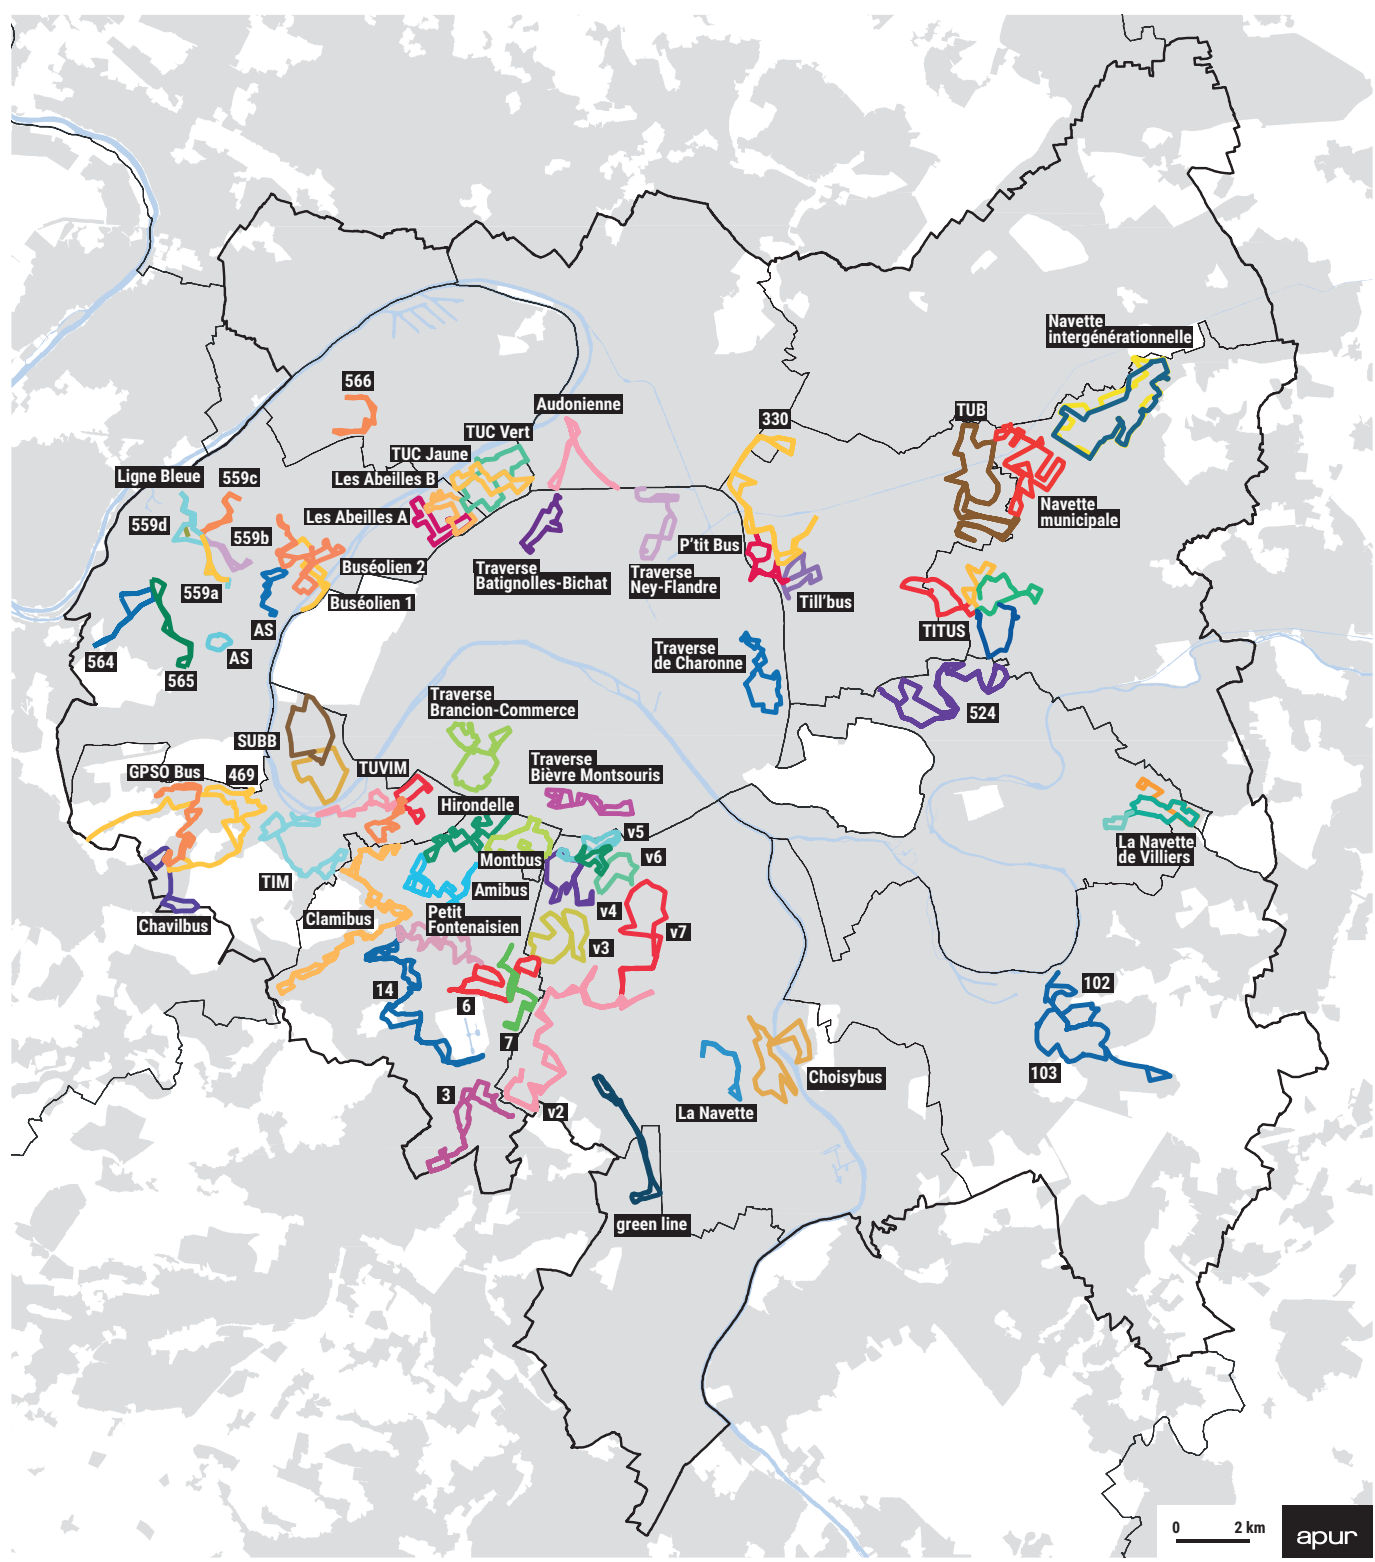 Navette
intergénérationnelle
566
Audonienne
TUB
330
TUC Vert
TUC Jaune
Ligne Bleue
559c
Les Abeilles B
Les Abeilles A
Navette
municipale
559d
559b
P'tit Bus
Buséolien 2
Traverse
Batignolles-Bichat
Traverse
Ney-Flandre
559a
Buséolien 1
Till'bus
AS
TITUS
564
AS
565
Traverse
de Charonne
Traverse
Brancion-Commerce
524
SUBB
GPSO Bus
469
TUVIM
Traverse
Bièvre Montsouris
Hirondelle
v5
Montbus
v6
La Navette
de Villiers
TIM
Amibus
Chavilbus
Clamibus
Petit
Fontenaisien
v4
v7
v3
14
6
102
7
103
Choisybus
3
v2
La Navette
green line
0 2 km
apur